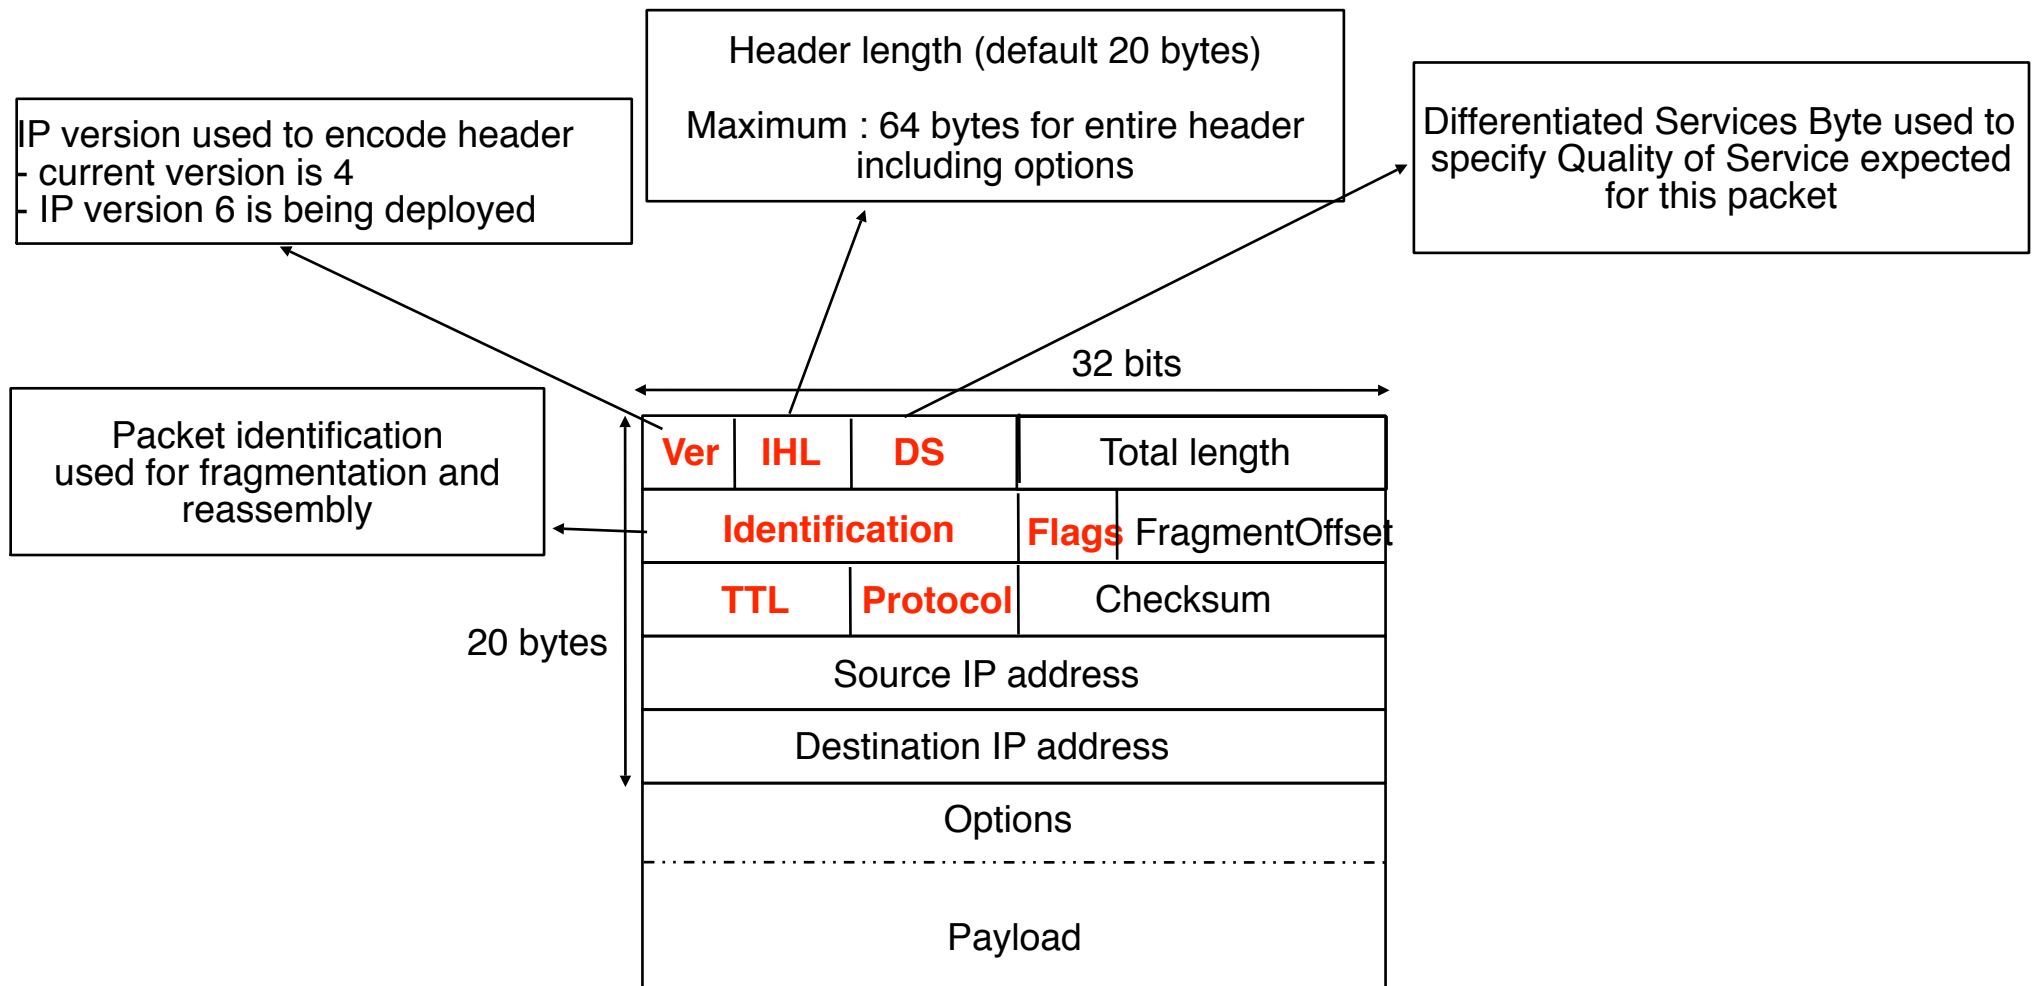 Header length (default 20 bytes)
Maximum : 64 bytes for entire header
including options
IP version used to encode header
- current version is 4
- IP version 6 is being deployed
Differentiated Services Byte used to
specify Quality of Service expected
for this packet
32 bits
Packet identification
used for fragmentation and
reassembly
Ver IHL DS Total length
Identification Flags FragmentOffset
TTL Protocol Checksum
20 bytes
Source IP address
Destination IP address
Options
Payload